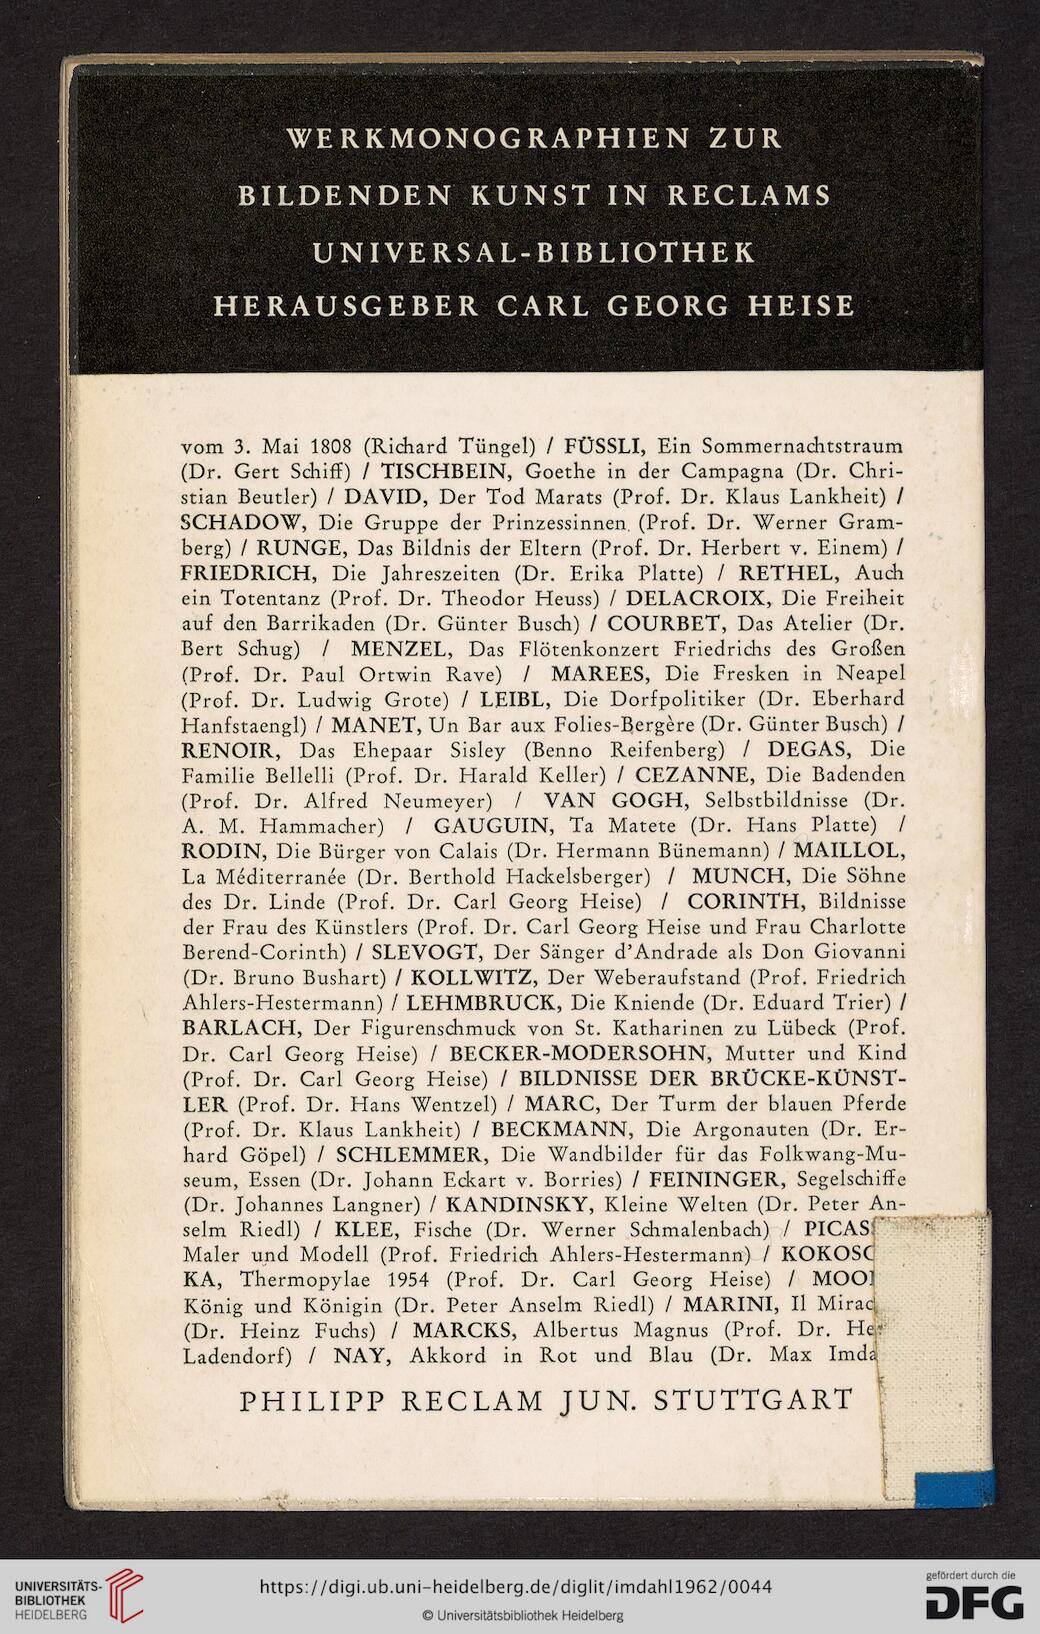 WERKMONOGRAPHIEN ZUR
BILDENDEN KUNST IN RECLAMS
UNIVERSAL-BIBLIOTHEK
HERAUSGEBER CARL GEORG HEISE
vom 3. Mai 1808 (Richard Tüngel) / FÜSSLI, Ein Sommernachtstraum
(Dr. Gert Schiff) / TISCHBEIN, Goethe in der Campagna (Dr. Chri-
stian Beutler) / DAVID, Der Tod Marats (Prof. Dr. Klaus Lankheit) /
SCHADOW, Die Gruppe der Prinzessinnen (Prof. Dr. Werner Gram-
berg) / RUNGE, Das Bildnis der Eltern (Prof. Dr. Herbert v. Einem) /
FRIEDRICH, Die Jahreszeiten (Dr. Erika Platte) / RETHEL, Auch
ein Totentanz (Prof. Dr. Theodor Heuss) / DELACROIX, Die Freiheit
auf den Barrikaden (Dr. Günter Busch) / COURBET, Das Atelier (Dr.
Bert Schug) / MENZEL, Das Flötenkonzert Friedrichs des Großen
(Prof. Dr. Paul Ortwin Rave) / MAREES, Die Fresken in Neapel
(Prof. Dr. Ludwig Grote) / LEIBL, Die Dorfpolitiker (Dr. Eberhard
Hanfstaengl) / MANET, Un Bar aux Folies-Bergère (Dr. Günter Busch) /
RENOIR, Das Ehepaar Sisley (Benno Reifenberg) / DEGAS, Die
Familie Bellelli (Prof. Dr. Harald Keller) / CEZANNE, Die Badenden
(Prof. Dr. Alfred Neumeyer) / VAN GOGH, Selbstbildnisse (Dr.
A. M. Hammacher) / GAUGUIN, Ta Matete (Dr. Hans Platte) /
RODIN, Die Bürger von Calais (Dr. Hermann Bünemann) / MAILLOL,
La Méditerranée (Dr. Berthold Hackelsberger) / MUNCH, Die Söhne
des Dr. Linde (Prof. Dr. Carl Georg Heise) / CORINTH, Bildnisse
der Frau des Künstlers (Prof. Dr. Carl Georg Heise und Frau Charlotte
Berend-Corinth) / SLEVOGT, Der Sänger d'Andrade als Don Giovanni
(Dr. Bruno Bushart) / KOLLWITZ, Der Weberaufstand (Prof. Friedrich
Ahlers-Hestermann) / LEHMBRUCK, Die Kniende (Dr. Eduard Trier) /
BARLACH, Der Figurenschmuck von St. Katharinen zu Lübeck (Prof.
Dr. Carl Georg Heise) / BECKER-MODERSOHN, Mutter und Kind
(Prof. Dr. Carl Georg Heise) / BILDNISSE DER BRÜCKE-KÜNST-
LER (Prof. Dr. Hans Wentzel) / MARC, Der Turm der blauen Pferde
(Prof. Dr. Klaus Lankheit) / BECKMANN, Die Argonauten (Dr. Er-
hard Göpel) / SCHLEMMER, Die Wandbilder für das Folkwang-Mu-
seum, Essen (Dr. Johann Eckart v. Borries) / FEININGER, Segelschiffe
(Dr. Johannes Langner) / KANDINSKY, Kleine Welten (Dr. Peter An-
selm Riedl) / KLEE, Fische (Dr. Werner Schmalenbach) / PICAS
Maler und Modell (Prof. Friedrich Ahlers-Hestermann) / KOKOSC
KA, Thermopylae 1954 (Prof. Dr. Carl Georg Heise) / MOO
König und Königin (Dr. Peter Anselm Riedl) / MARINI, Il Mirac
(Dr. Heinz Fuchs) / MARCKS, Albertus Magnus (Prof. Dr. He
Ladendorf) / NAY, Akkord in Rot und Blau (Dr. Max Imda
PHILIPP RECLAM JUN. STUTTGART
UNIVERSITÄTS-
BIBLIOTHEK
HEIDELBERG
https://digi.ub.uni-heidelberg.de/diglit/imdahl1962/0044
© Universitätsbibliothek Heidelberg
gefördert durch die
DFG